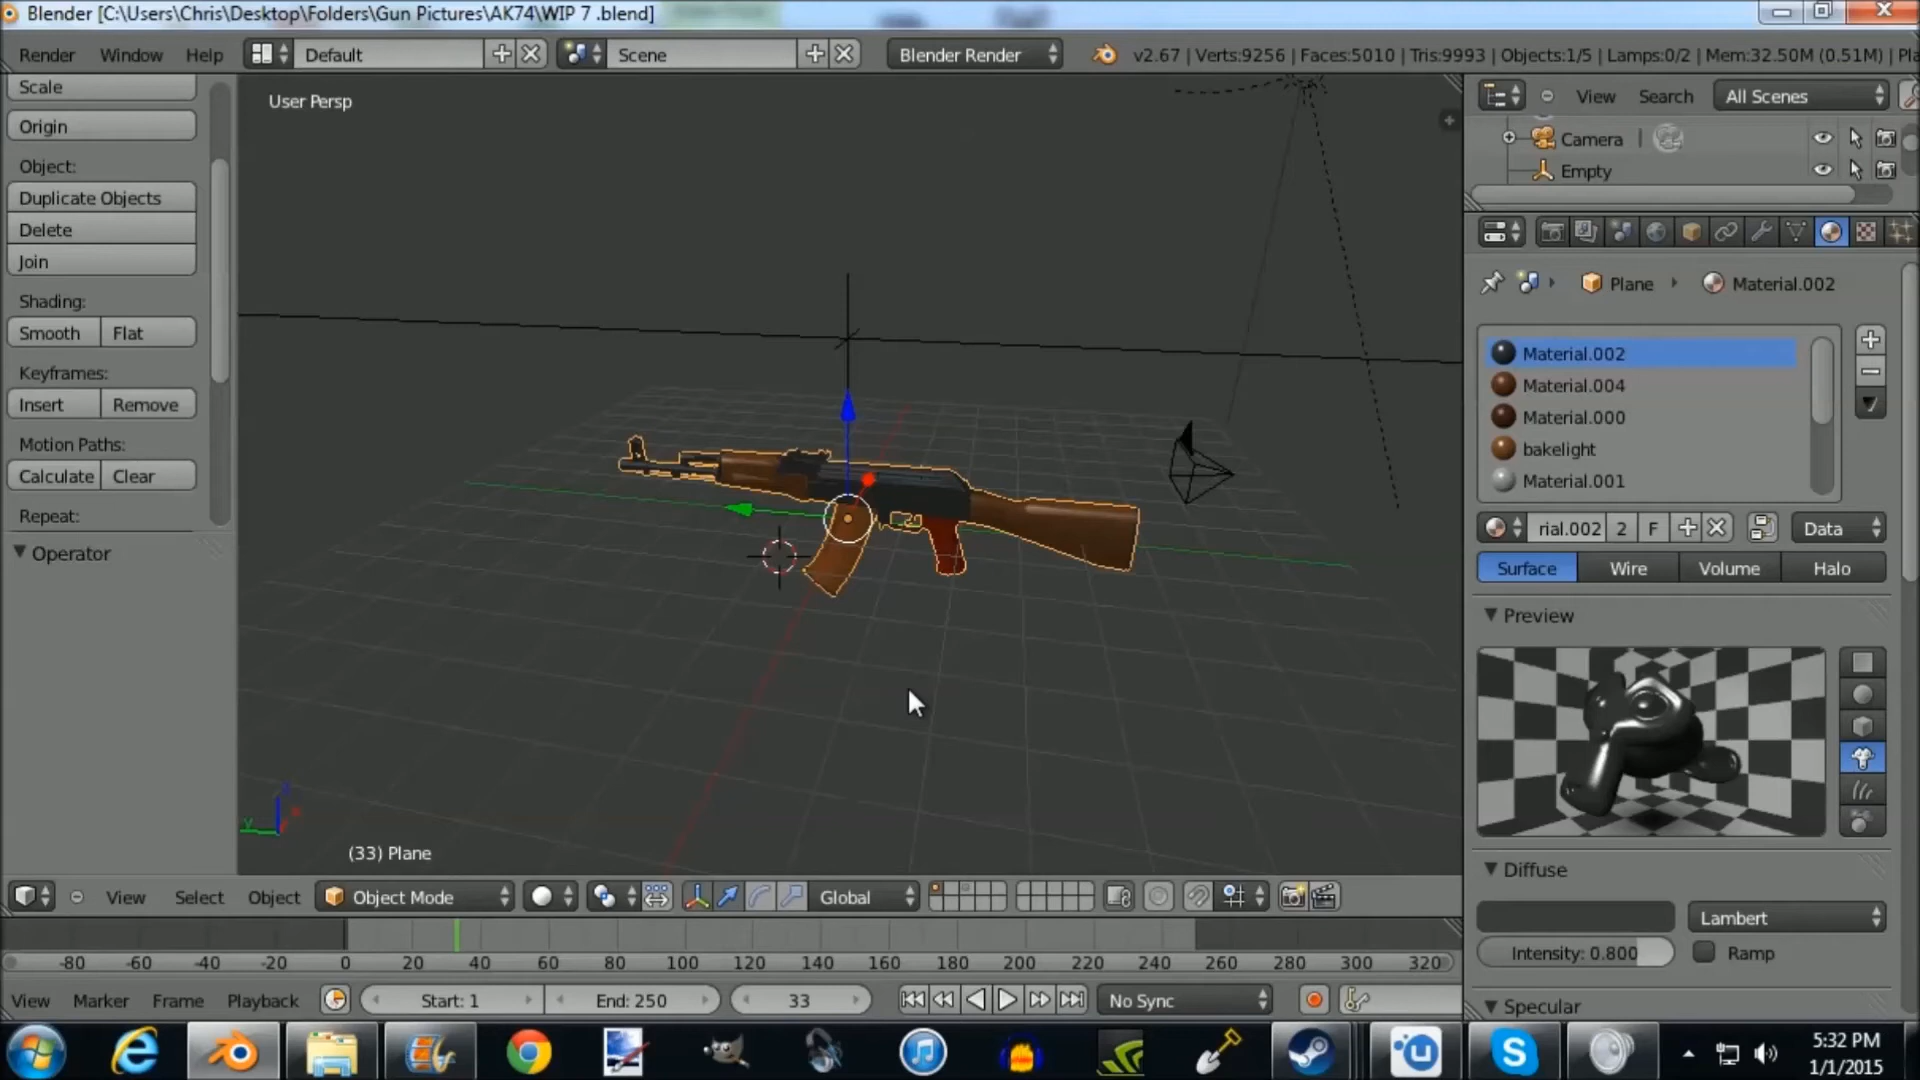 Blender [C:\Users\Chris\Desktop\Folders\Gun Pictures\AK74\WIP 7 .blend]
Render Window Help Default Scene Blender Render v2.67 | Verts:9256 | Faces:5010 | Tris:9993 | Objects:1/5 | Lamps:0/2 | Mem:32.50M (0.51M) | Pla
Scale
Origin
Object:
Duplicate Objects
Delete
Join
Shading:
Smooth Flat
Keyframes:
Insert Remove
Motion Paths:
Calculate Clear
Repeat:
Operator
User Persp
(33) Plane
View Search All Scenes
Camera
Empty
Plane Material.002
Material.002
Material.004
Material.000
bakelight
Material.001
rial.002 2 F Data
Surface Wire Volume Halo
Preview
Diffuse
Lambert
Intensity: 0.800 Ramp
Specular
View Select Object Object Mode Global
-80 -60 -40 -20 0 20 40 60 80 100 120 140 160 180 200 220 240 260 280 300 320
View Marker Frame Playback Start: 1 End: 250 33 No Sync
5:32 PM
1/1/2015